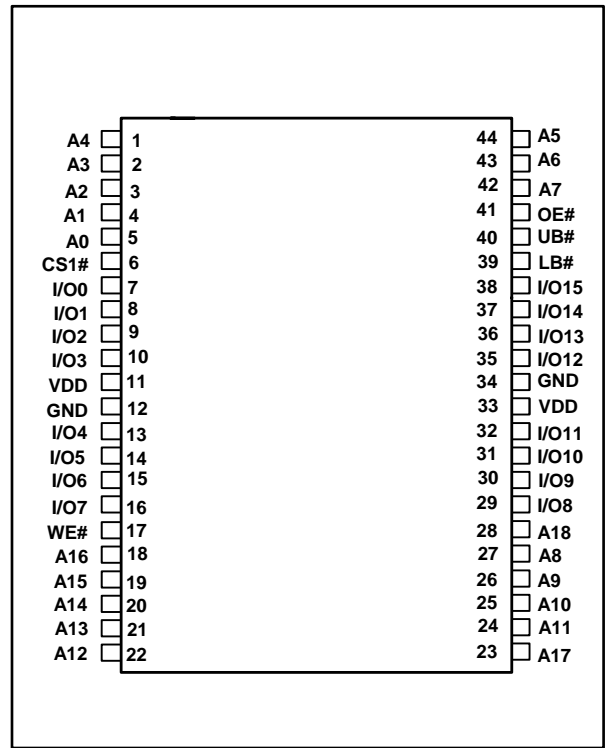 A4 1 44 A5
A3 2 43 A6
A2 3 42 A7
A1 4 41 OE#
A0 5 40 UB#
CS1# 6 39 LB#
I/O0 7 38 I/O15
I/O1 8 37 I/O14
I/O2 9 36 I/O13
I/O3 10 35 I/O12
VDD 11 34 GND
GND 12 33 VDD
I/O4 13 32 I/O11
I/O5 14 31 I/O10
I/O6 15 30 I/O9
I/O7 16 29 I/O8
WE# 17 28 A18
A16 18 27 A8
A15 19 26 A9
A14 20 25 A10
A13 21 24 A11
A12 22 23 A17